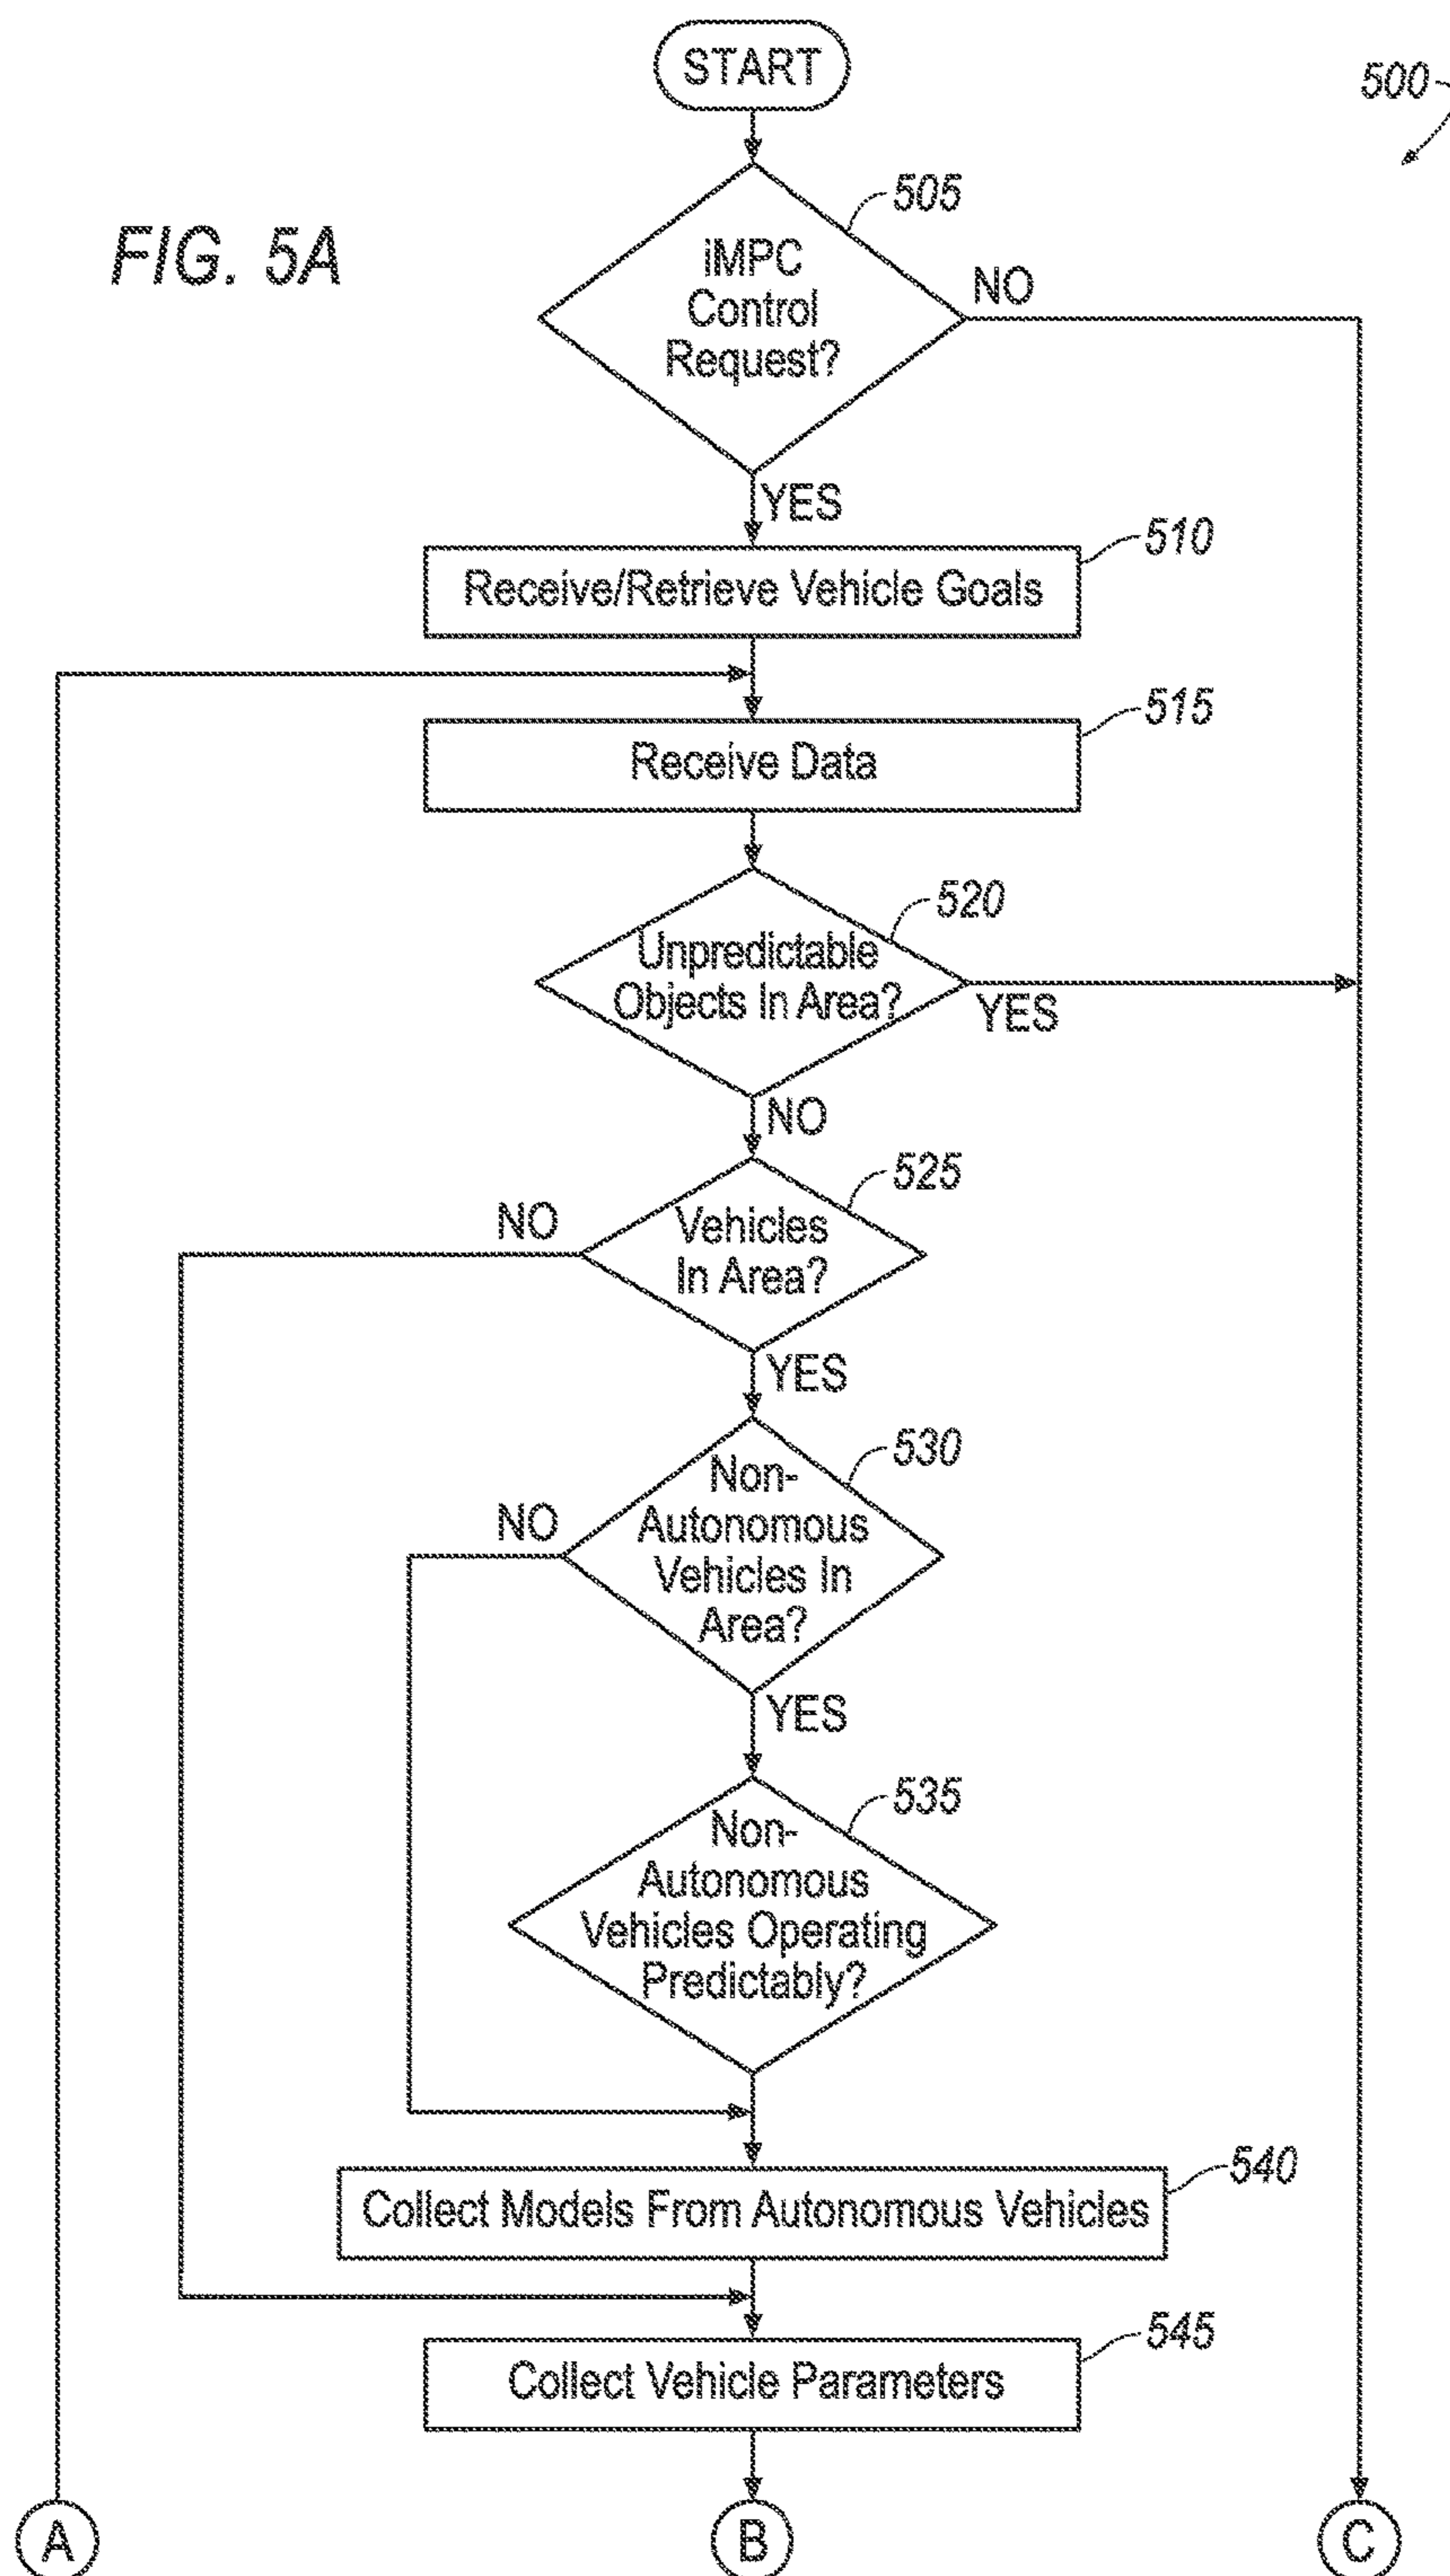 START
500
FIG. 5A
505
iMPC
Control
Request?
NO
YES
510
Receive/Retrieve Vehicle Goals
515
Receive Data
520
Unpredictable
Objects In Area?
YES
NO
525
NO
Vehicles
In Area?
YES
530
NO
Non-
Autonomous
Vehicles In
Area?
YES
535
Non-
Autonomous
Vehicles Operating
Predictably?
540
Collect Models From Autonomous Vehicles
545
Collect Vehicle Parameters
A
B
C